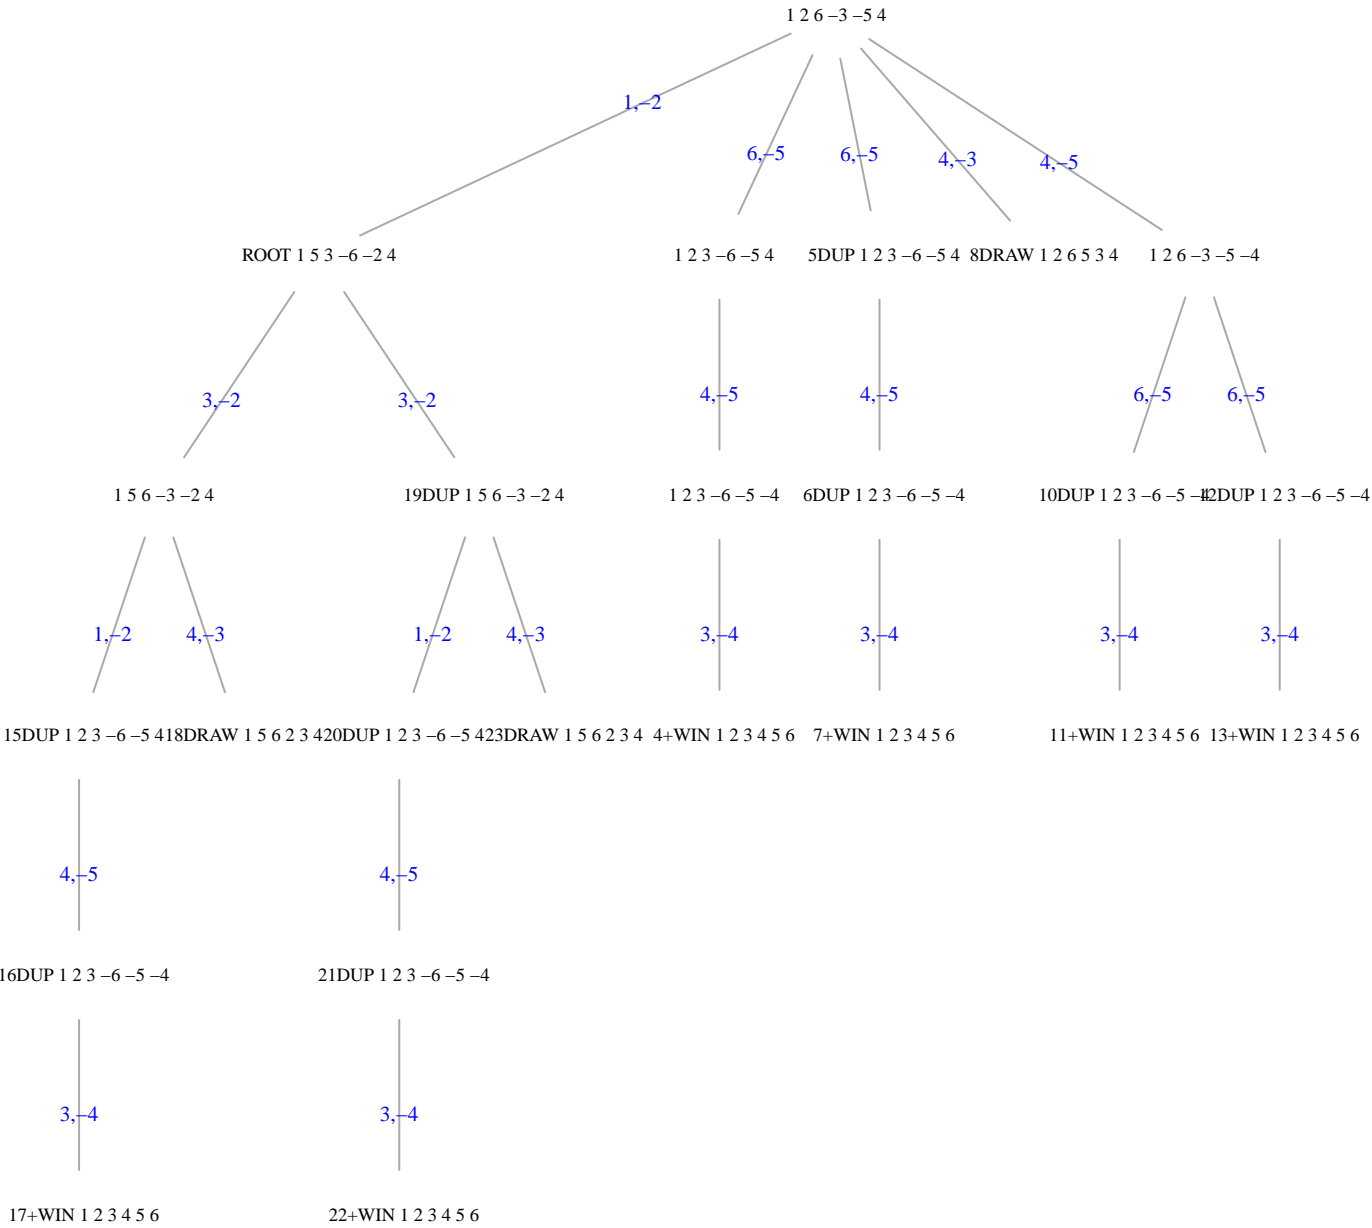 1 2 6 –3 –5 4
1,–2
6,–5 6,–5 4,–3 4,–5
ROOT 1 5 3 –6 –2 4 1 2 3 –6 –5 4 5DUP 1 2 3 –6 –5 4 8DRAW 1 2 6 5 3 4 1 2 6 –3 –5 –4
3,–2 3,–2 4,–5 4,–5 6,–5 6,–5
1 5 6 –3 –2 4 19DUP 1 5 6 –3 –2 4 1 2 3 –6 –5 –4 6DUP 1 2 3 –6 –5 –4 10DUP 1 2 3 –6 –5 –4 12DUP 1 2 3 –6 –5 –4
1,–2 4,–3 1,–2 4,–3 3,–4 3,–4 3,–4 3,–4
15DUP 1 2 3 –6 –5 4 18DRAW 1 5 6 2 3 4 20DUP 1 2 3 –6 –5 4 23DRAW 1 5 6 2 3 4 4+WIN 1 2 3 4 5 6 7+WIN 1 2 3 4 5 6 11+WIN 1 2 3 4 5 6 13+WIN 1 2 3 4 5 6
4,–5 4,–5
16DUP 1 2 3 –6 –5 –4 21DUP 1 2 3 –6 –5 –4
3,–4 3,–4
17+WIN 1 2 3 4 5 6 22+WIN 1 2 3 4 5 6